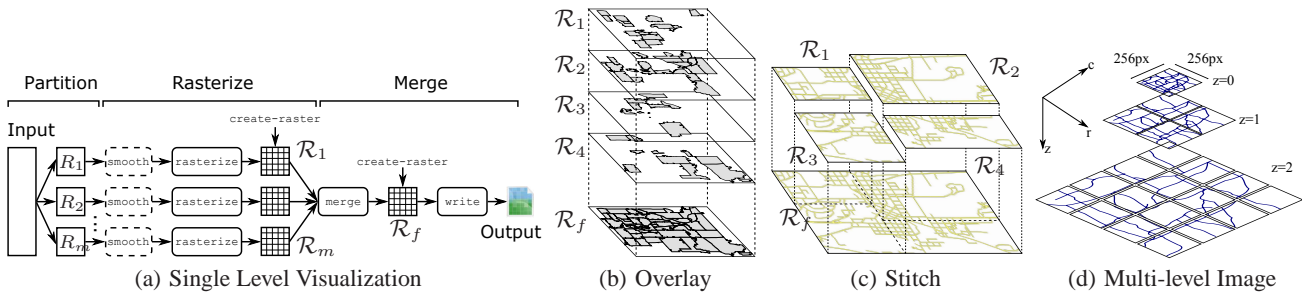 Partition Rasterize Merge
Input
create-raster
R1 smooth rasterize R1
create-raster
R2 smooth rasterize merge Rf write
Rm smooth rasterize Rm Output
(a) Single Level Visualization
R1
R2
R3
R4
Rf
(b) Overlay
R1
R2
R3
R4
Rf
(c) Stitch
256px 256px
c
r
z
z=0
z=1
z=2
(d) Multi-level Image